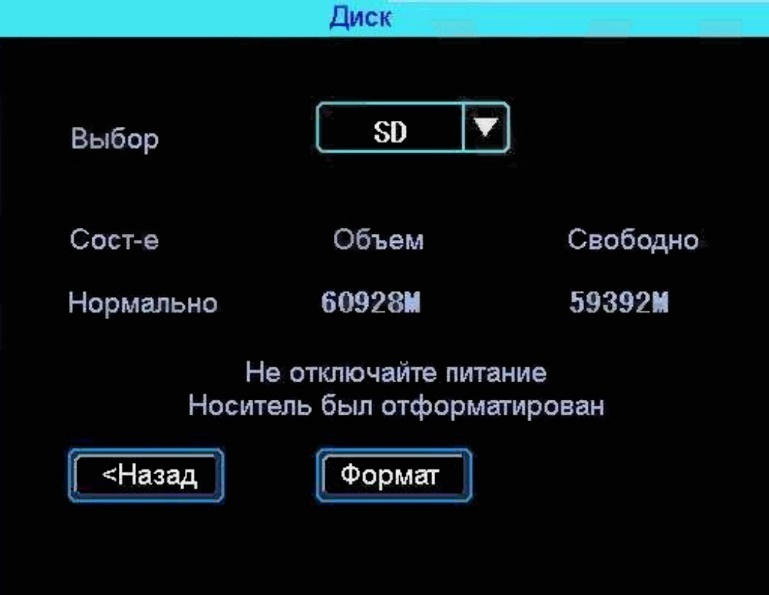 Диск
Выбор SD
Сост-е Объем Свободно
Нормально 60928M 59392M
Не отключайте питание
Носитель был отформатирован
<Назад Формат